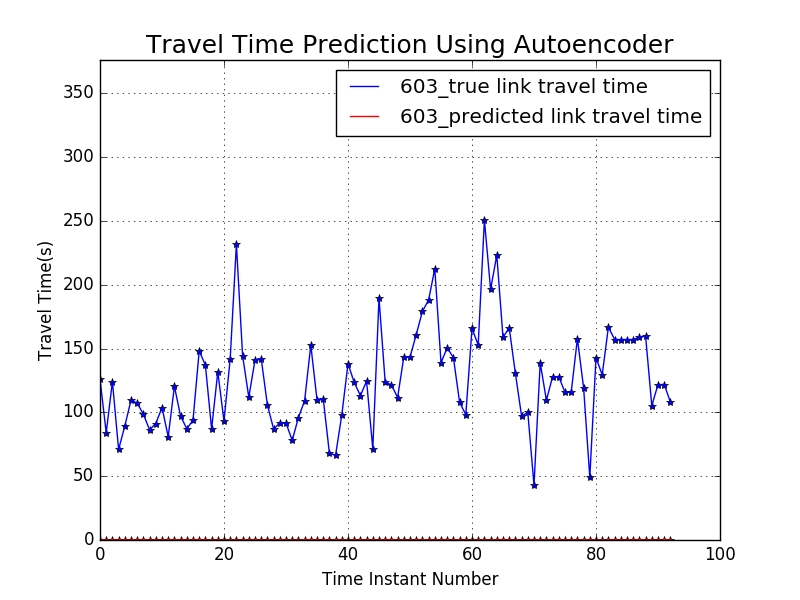 Travel Time Prediction Using Autoencoder
603_true link travel time
603_predicted link travel time
350
300
250
200
150
100
50
0
Travel Time(s)
0 20 40 60 80 100
Time Instant Number